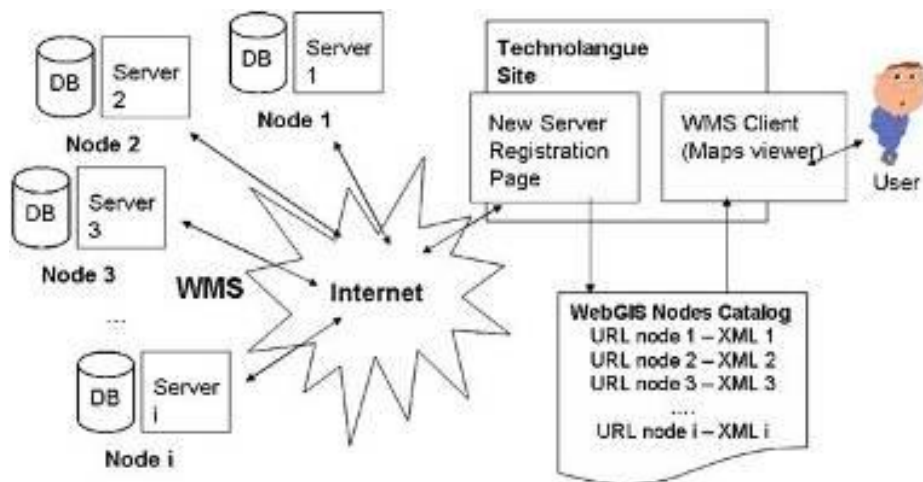 DB
Server
2
Node 2
DB
Server
1
Node 1
DB
Server
3
Node 3
...
DB
Server
i
Node i
WMS
Internet
Technolangue
Site
New Server
Registration
Page
WMS Client
(Maps viewer)
User
WebGIS Nodes Catalog
URL node 1 – XML 1
URL node 2 – XML 2
URL node 3 – XML 3
....
URL node i – XML i